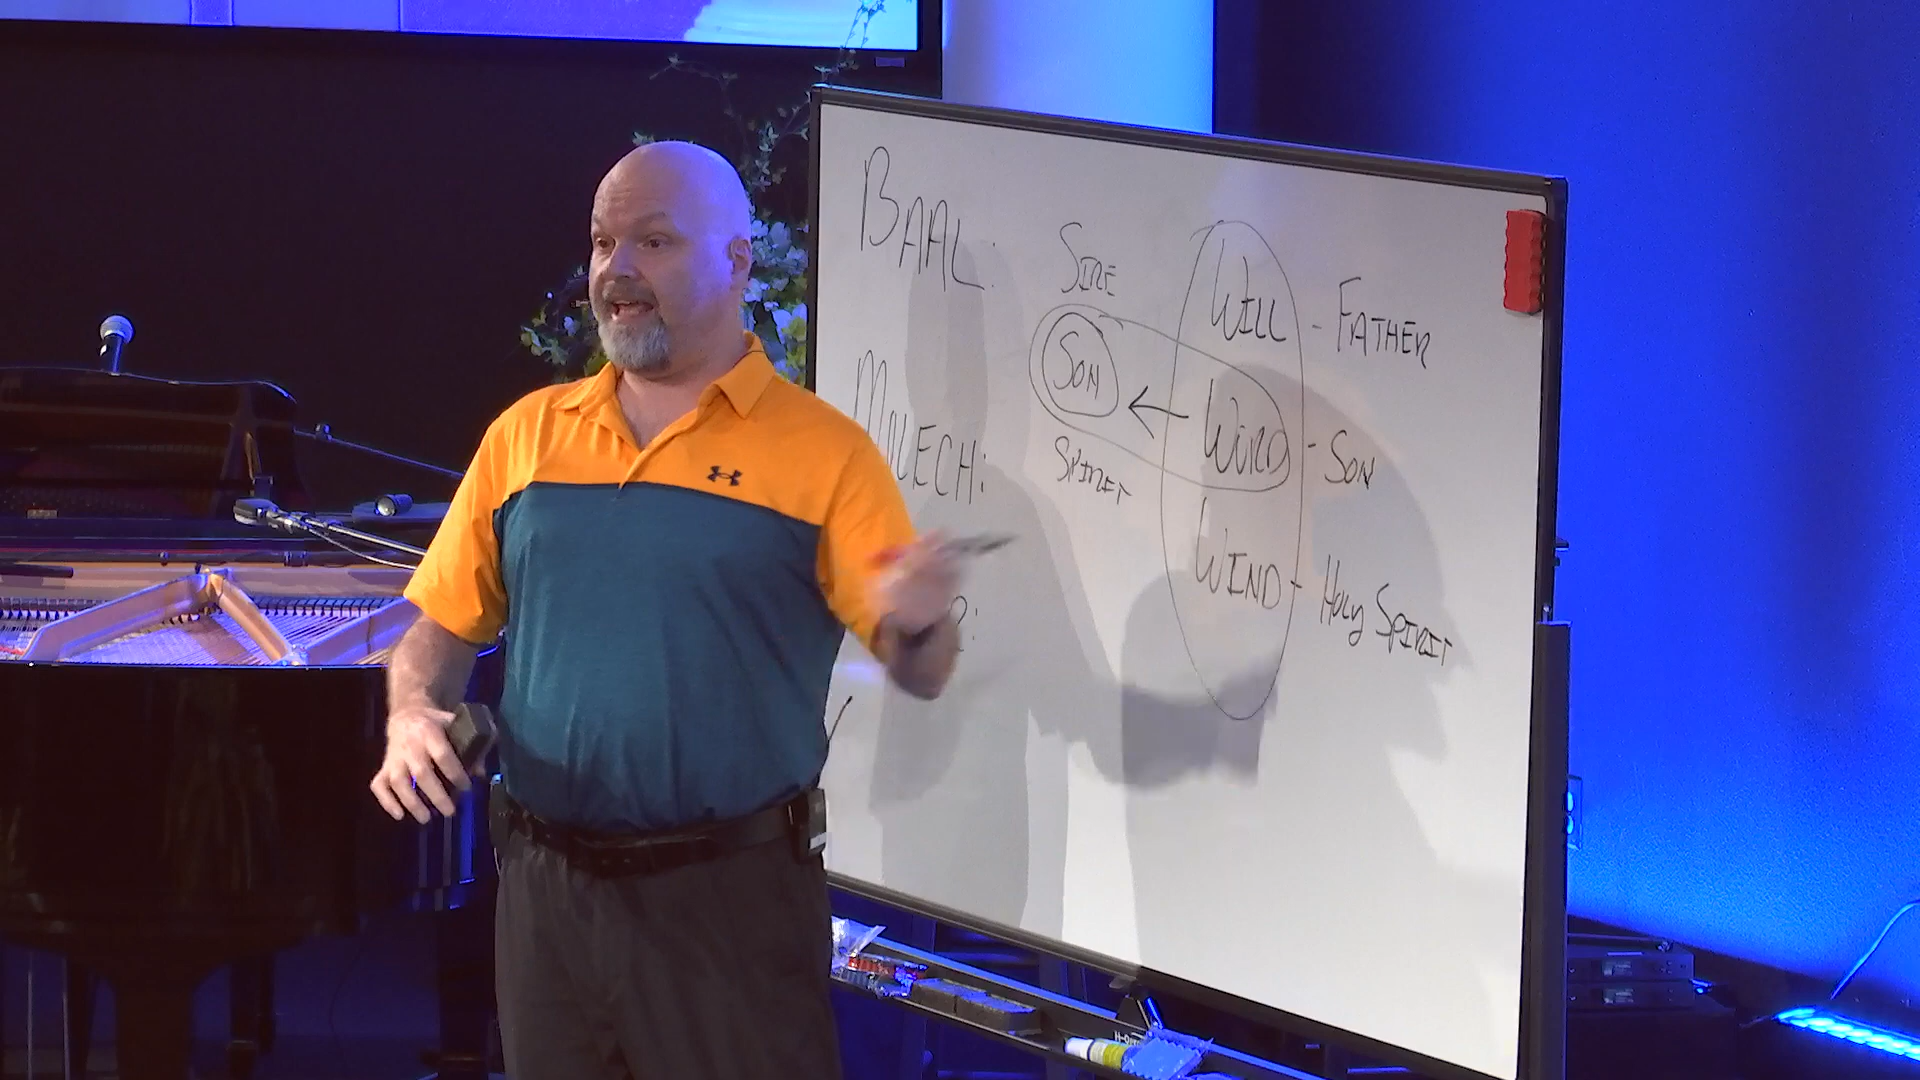 BAAL:
SIRE
WILL - FATHER
SON
MOLECH:
WORD - SON
SPIRIT
WIND - HOLY SPIRIT